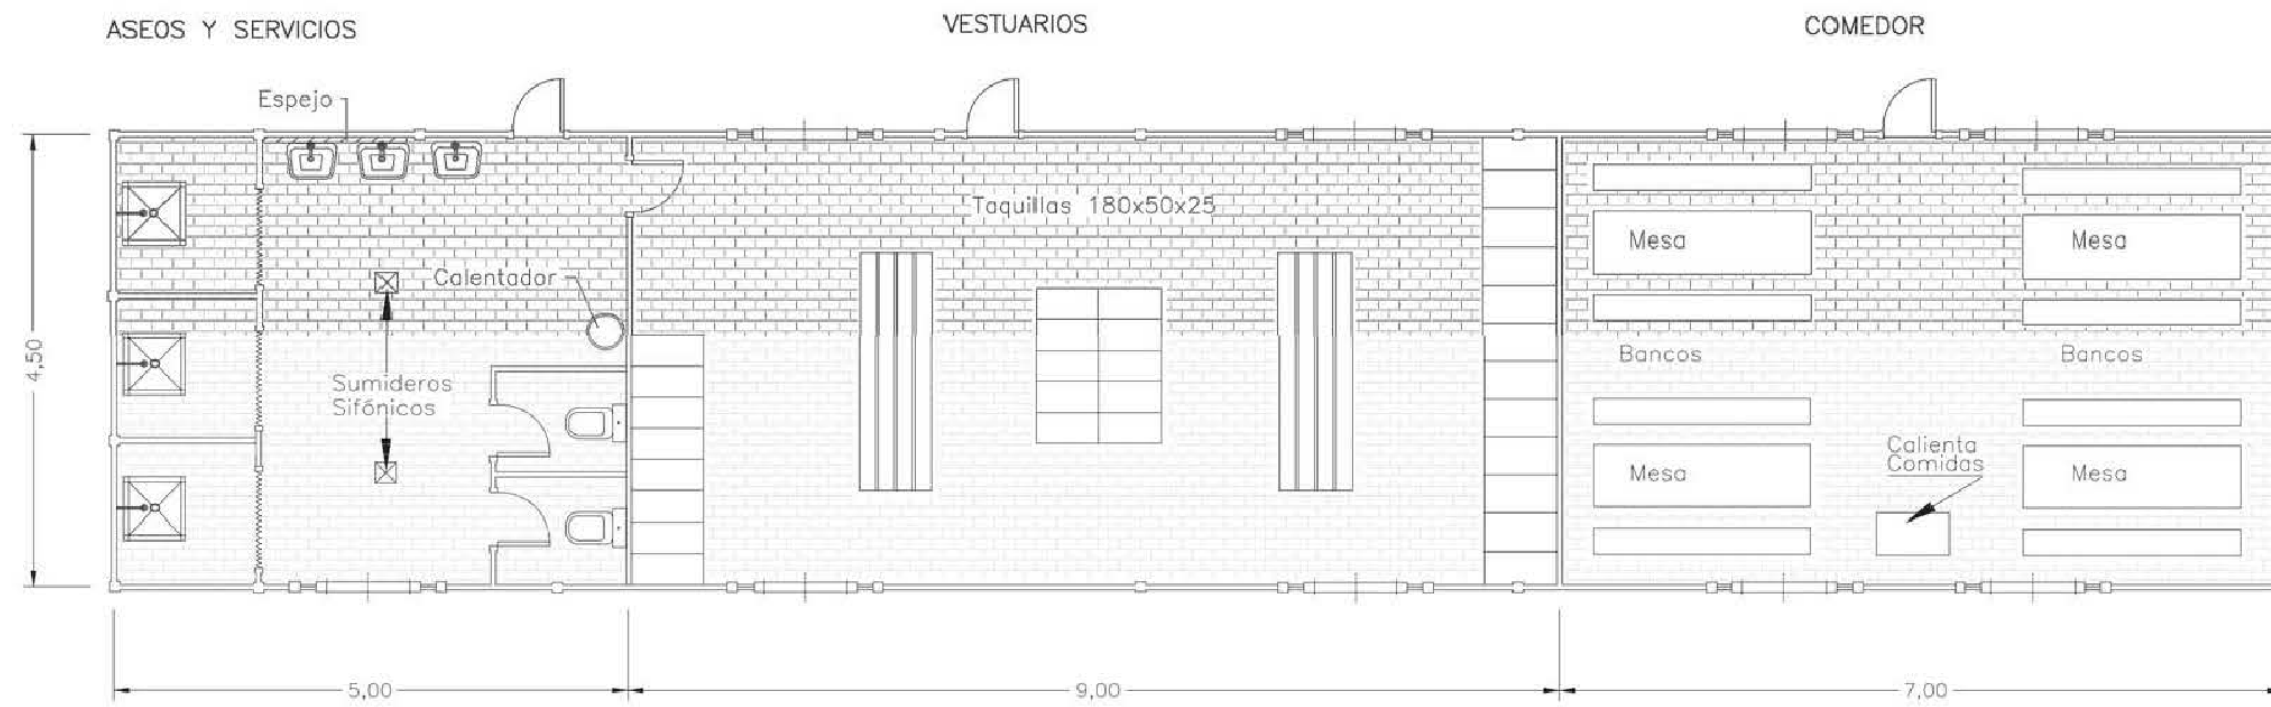 ASEOS Y SERVICIOS
VESTUARIOS
COMEDOR
Espejo
Taquillas 180x50x25
Mesa
Mesa
Calentador
4,50
Bancos
Bancos
Sumideros
Sifónicos
Calienta
Comidas
Mesa
Mesa
5,00
9,00
7,00